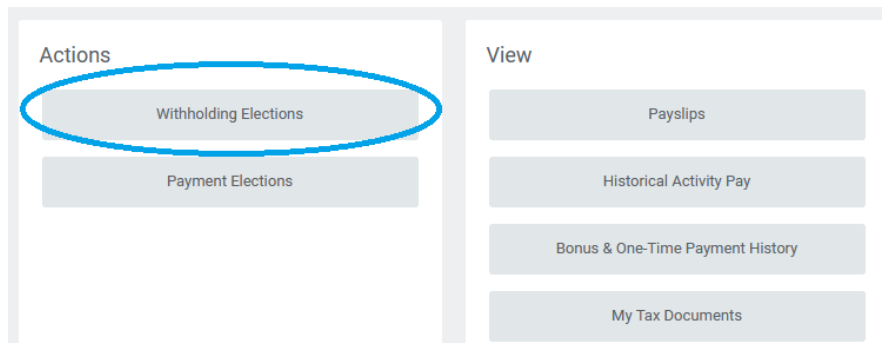 Actions
Withholding Elections
Payment Elections
View
Payslips
Historical Activity Pay
Bonus & One-Time Payment History
My Tax Documents